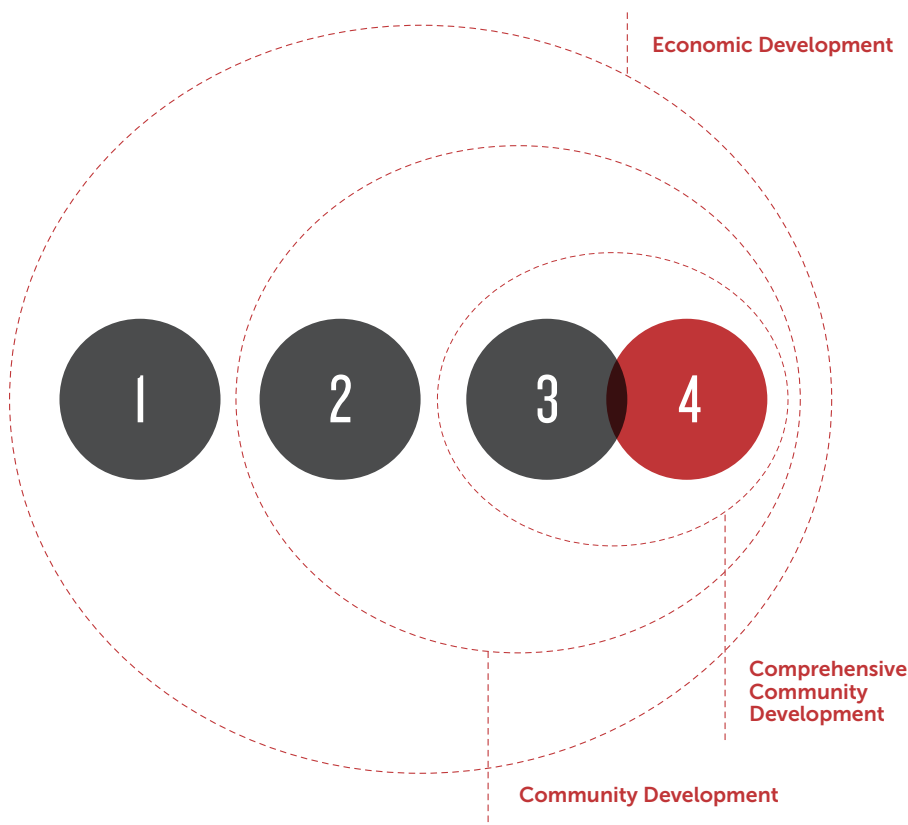 Economic Development
1
2
3
4
Comprehensive
Community
Development
Community Development